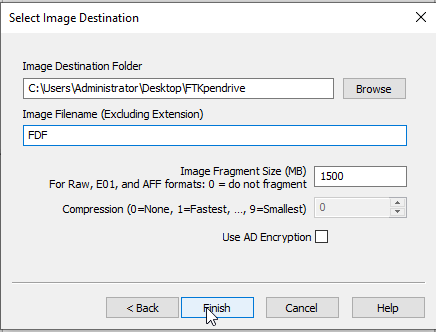 Select Image Destination
Image Destination Folder
C:\Users\Administrator\Desktop\FTKpendrive
Browse
Image Filename (Excluding Extension)
FDF
Image Fragment Size (MB)
1500
For Raw, E01, and AFF formats: 0 = do not fragment
Compression (0=None, 1=Fastest, ..., 9=Smallest)
0
Use AD Encryption
< Back
Finish
Cancel
Help